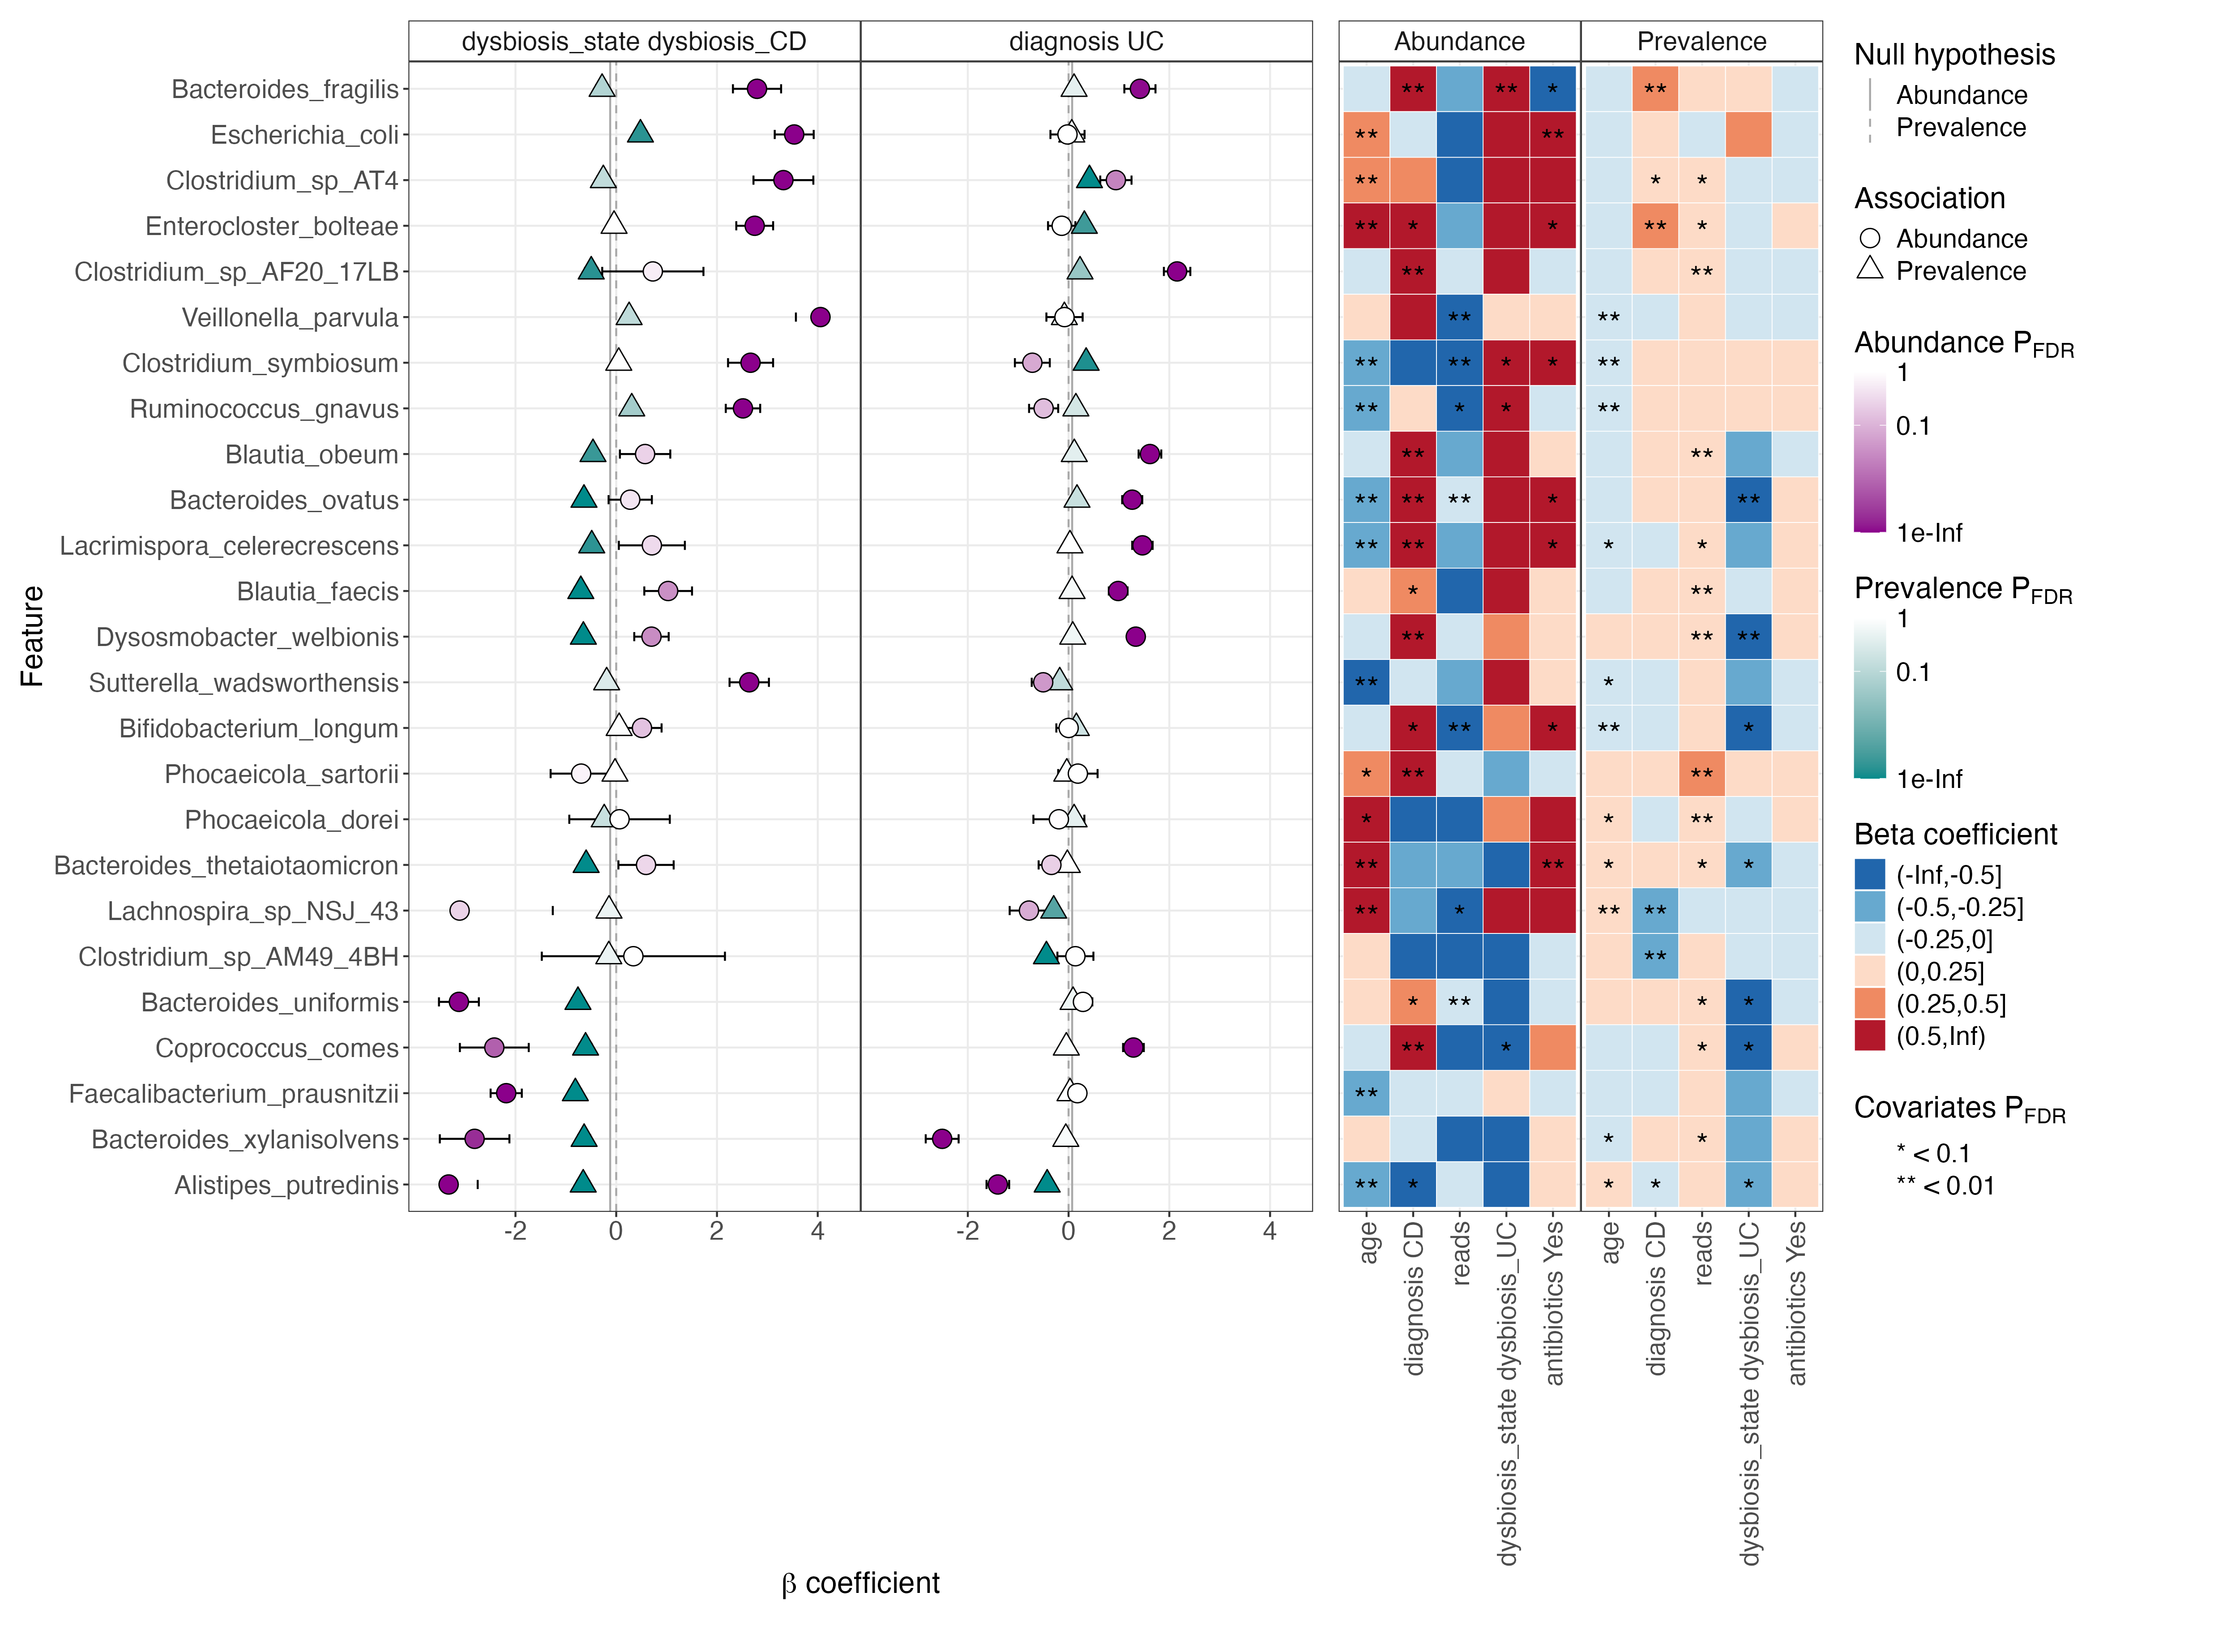 dysbiosis_state dysbiosis_CD
diagnosis UC
Abundance
Prevalence
Feature
Bacteroides_fragilis
Escherichia_coli
Clostridium_sp_AT4
Enterocloster_bolteae
Clostridium_sp_AF20_17LB
Veillonella_parvula
Clostridium_symbiosum
Ruminococcus_gnavus
Blautia_obeum
Bacteroides_ovatus
Lacrimispora_celerecrescens
Blautia_faecis
Dysosmobacter_welbionis
Sutterella_wadsworthensis
Bifidobacterium_longum
Phocaeicola_sartorii
Phocaeicola_dorei
Bacteroides_thetaiotaomicron
Lachnospira_sp_NSJ_43
Clostridium_sp_AM49_4BH
Bacteroides_uniformis
Coprococcus_comes
Faecalibacterium_prausnitzii
Bacteroides_xylanisolvens
Alistipes_putredinis
** ** * **
** **
** * *
** * * ** *
** **
** **
** ** * * **
** * * **
** **
** ** ** * **
** ** * * *
* **
** ** **
** *
* ** * ** *
* ** **
* * **
** ** * * *
** * ** **
**
* ** * *
** * * *
**
* *
** * * * *
-2 0 2 4
-2 0 2 4
β coefficient
age
diagnosis CD
reads
dysbiosis_state dysbiosis_UC
antibiotics Yes
age
diagnosis CD
reads
dysbiosis_state dysbiosis_UC
antibiotics Yes
Null hypothesis
Abundance
Prevalence
Association
Abundance
Prevalence
Abundance PFDR
1
0.1
1e-Inf
Prevalence PFDR
1
0.1
1e-Inf
Beta coefficient
(-Inf,-0.5]
(-0.5,-0.25]
(-0.25,0]
(0,0.25]
(0.25,0.5]
(0.5,Inf)
Covariates PFDR
* < 0.1
** < 0.01